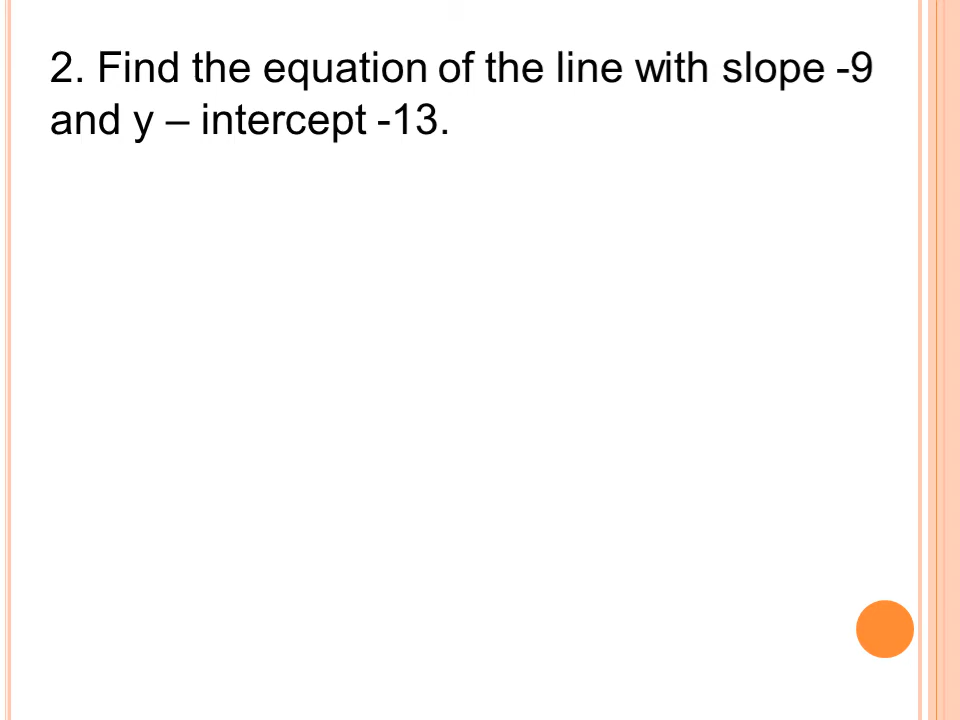 2. Find the equation of the line with slope -9
and y – intercept -13.